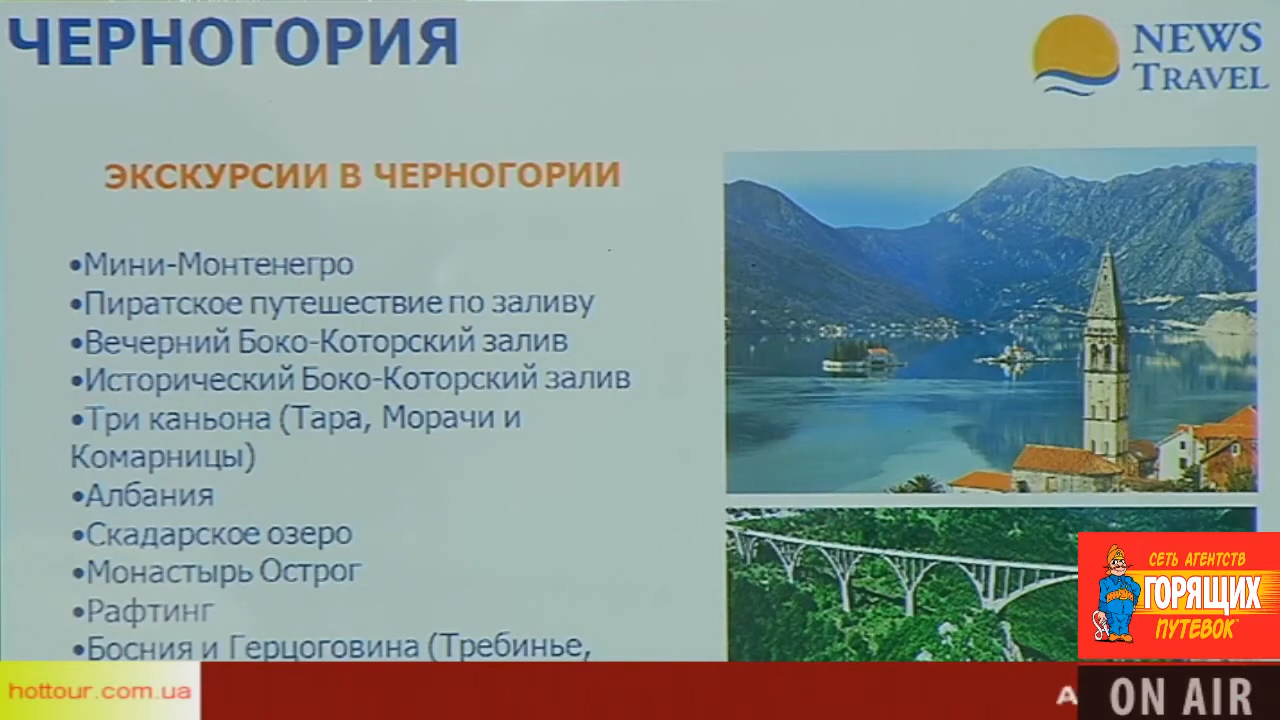 ЧЕРНОГОРИЯ
NEWS
TRAVEL
ЭКСКУРСИИ В ЧЕРНОГОРИИ
•Мини-Монтенегро
•Пиратское путешествие по заливу
•Вечерний Боко-Которский залив
•Исторический Боко-Которский залив
•Три каньона (Тара, Морачи и
Комарницы)
•Албания
•Скадарское озеро
•Монастырь Острог
•Рафтинг
•Босния и Герцоговина (Требинье,
СЕТЬ АГЕНТСТВ
ГОРЯЩИХ
ПУТЕВОК
hottour.com.ua
ON AIR